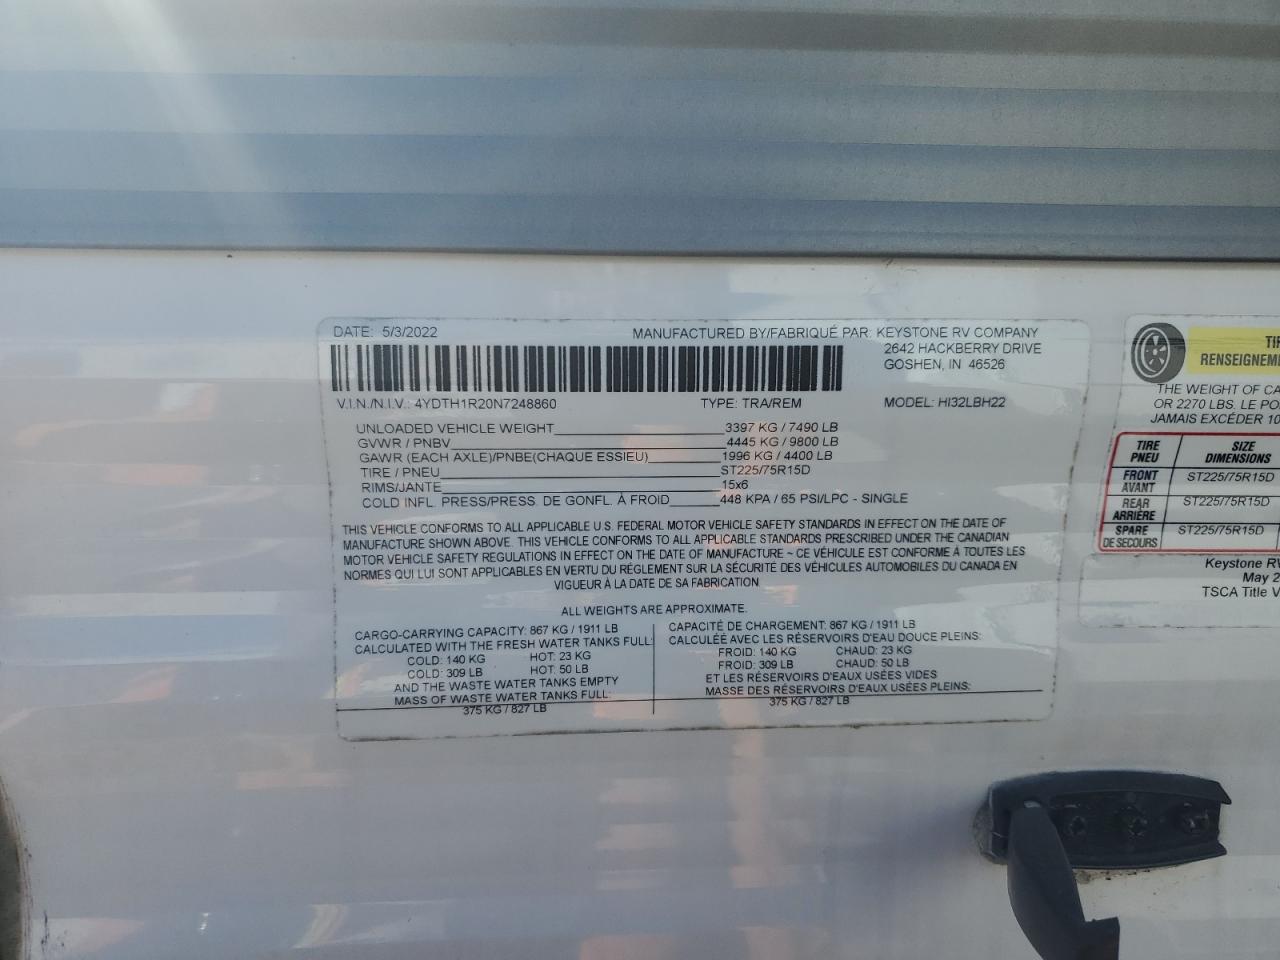 DATE: 5/3/2022 MANUFACTURED BY/FABRIQUÉ PAR: KEYSTONE RV COMPANY
2642 HACKBERRY DRIVE
GOSHEN, IN 46526
V.I.N./N.I.V.: 4YDTH1R20N7248860 TYPE: TRA/REM MODEL: HI32LBH22
UNLOADED VEHICLE WEIGHT 3397 KG / 7490 LB
GVWR / PNBV 4445 KG / 9800 LB
GAWR (EACH AXLE)/PNBE(CHAQUE ESSIEU) 1996 KG / 4400 LB
TIRE / PNEU ST225/75R15D
RIMS/JANTE 15x6
COLD INFL. PRESS/PRESS. DE GONFL. À FROID 448 KPA / 65 PSI/LPC - SINGLE
THIS VEHICLE CONFORMS TO ALL APPLICABLE U.S. FEDERAL MOTOR VEHICLE SAFETY STANDARDS IN EFFECT ON THE DATE OF
MANUFACTURE SHOWN ABOVE. THIS VEHICLE CONFORMS TO ALL APPLICABLE STANDARDS PRESCRIBED UNDER THE CANADIAN
MOTOR VEHICLE SAFETY REGULATIONS IN EFFECT ON THE DATE OF MANUFACTURE ~ CE VÉHICULE EST CONFORME À TOUTES LES
NORMES QUI LUI SONT APPLICABLES EN VERTU DU RÉGLEMENT SUR LA SÉCURITÉ DES VÉHICULES AUTOMOBILES DU CANADA EN
VIGUEUR À LA DATE DE SA FABRICATION
ALL WEIGHTS ARE APPROXIMATE.
CARGO-CARRYING CAPACITY: 867 KG / 1911 LB
CALCULATED WITH THE FRESH WATER TANKS FULL:
COLD: 140 KG HOT: 23 KG
COLD: 309 LB HOT: 50 LB
AND THE WASTE WATER TANKS EMPTY
MASS OF WASTE WATER TANKS FULL:
375 KG / 827 LB
CAPACITÉ DE CHARGEMENT: 867 KG / 1911 LB
CALCULÉE AVEC LES RÉSERVOIRS D'EAU DOUCE PLEINS:
FROID: 140 KG CHAUD: 23 KG
FROID: 309 LB CHAUD: 50 LB
ET LES RÉSERVOIRS D'EAUX USÉES VIDES
MASSE DES RÉSERVOIRS D'EAUX USÉES PLEINS:
375 KG / 827 LB
TIR
RENSEIGNEME
THE WEIGHT OF CA
OR 2270 LBS. LE PO
JAMAIS EXCÉDER 10
TIRE SIZE
PNEU DIMENSIONS
FRONT ST225/75R15D
AVANT
REAR ST225/75R15D
ARRIÈRE
SPARE ST225/75R15D
DE SECOURS
Keystone RV
May 2
TSCA Title V